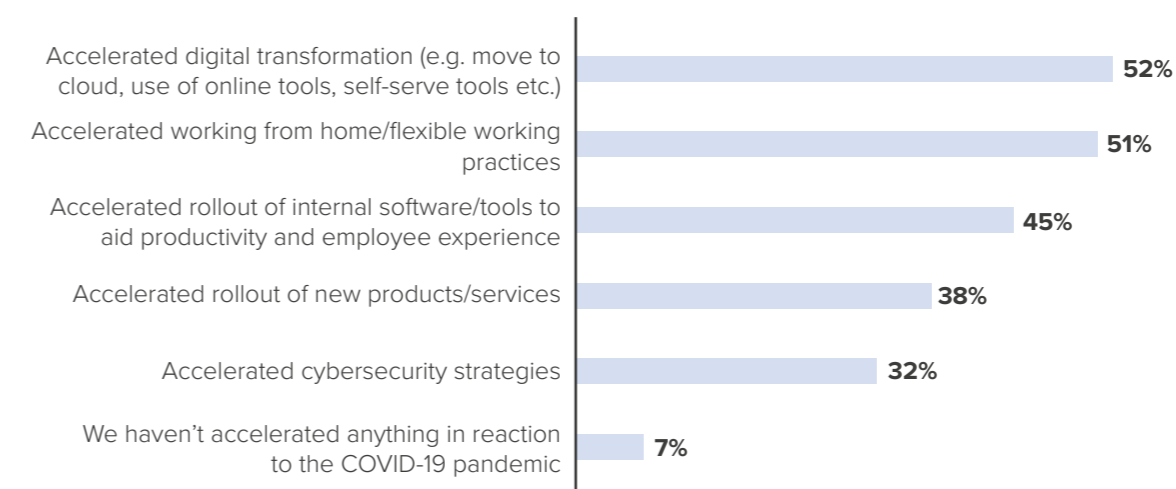 Accelerated digital transformation (e.g. move to
cloud, use of online tools, self-serve tools etc.)
52%
Accelerated working from home/flexible working
practices
51%
Accelerated rollout of internal software/tools to
aid productivity and employee experience
45%
Accelerated rollout of new products/services
38%
Accelerated cybersecurity strategies
32%
We haven’t accelerated anything in reaction
to the COVID-19 pandemic
7%